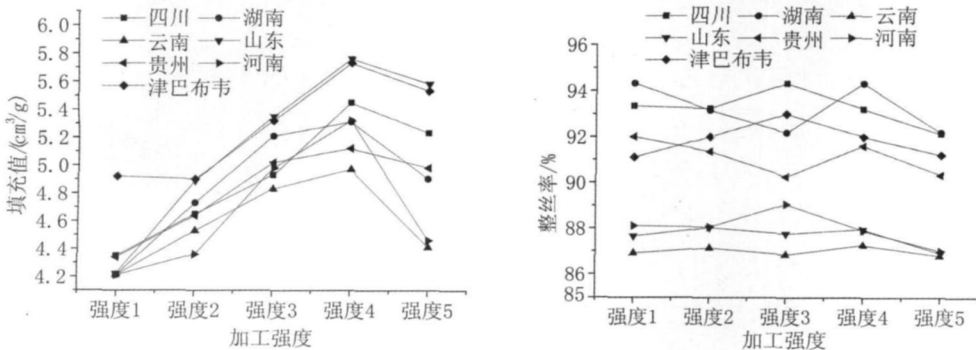 四川 湖南
云南 山东
贵州 河南
津巴布韦
填充值/(cm³/g)
6.0
5.8
5.6
5.4
5.2
5.0
4.8
4.6
4.4
4.2
强度1 强度2 强度3 强度4 强度5
加工强度
四川 湖南 云南
山东 贵州 河南
津巴布韦
整丝率/%
96
94
92
90
88
86
85
强度1 强度2 强度3 强度4 强度5
加工强度